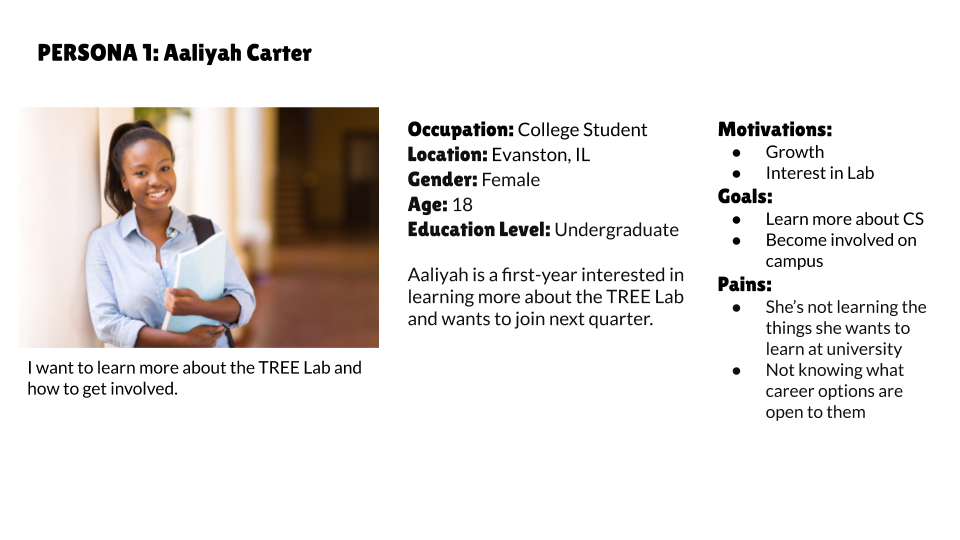 PERSONA 1: Aaliyah Carter
I want to learn more about the TREE Lab and
how to get involved.
Occupation: College Student
Location: Evanston, IL
Gender: Female
Age: 18
Education Level: Undergraduate
Aaliyah is a first-year interested in
learning more about the TREE Lab
and wants to join next quarter.
Motivations:
● Growth
● Interest in Lab
Goals:
● Learn more about CS
● Become involved on
campus
Pains:
● She’s not learning the
things she wants to
learn at university
● Not knowing what
career options are
open to them